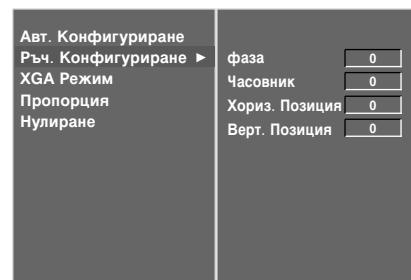 Авт. Конфигуриране
Ръч. Конфигуриране ►
XGA Режим
Пропорция
Нулиране
фаза 0
Часовник 0
Хориз. Позиция 0
Верт. Позиция 0